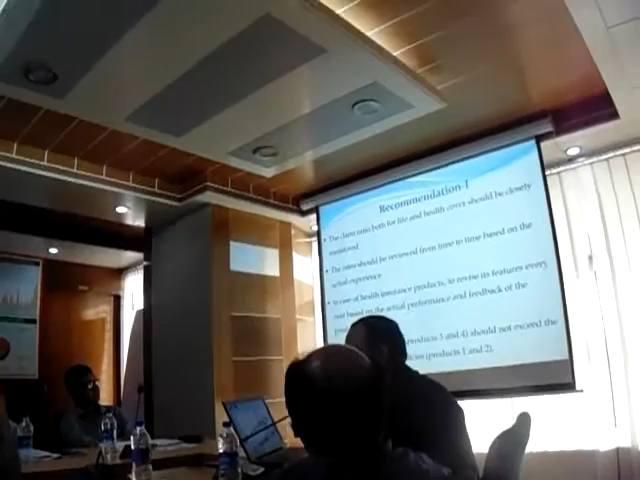 Recommendation 1
• The claim ratio both for life and health cover should be closely
monitored
• The rates should be reviewed from time to time based on the
actual experience
• In case of health insurance products, to revise its features every
year based on the actual performance and feedback of the
products 3 and 4) should not exceed the
(products 1 and 2).